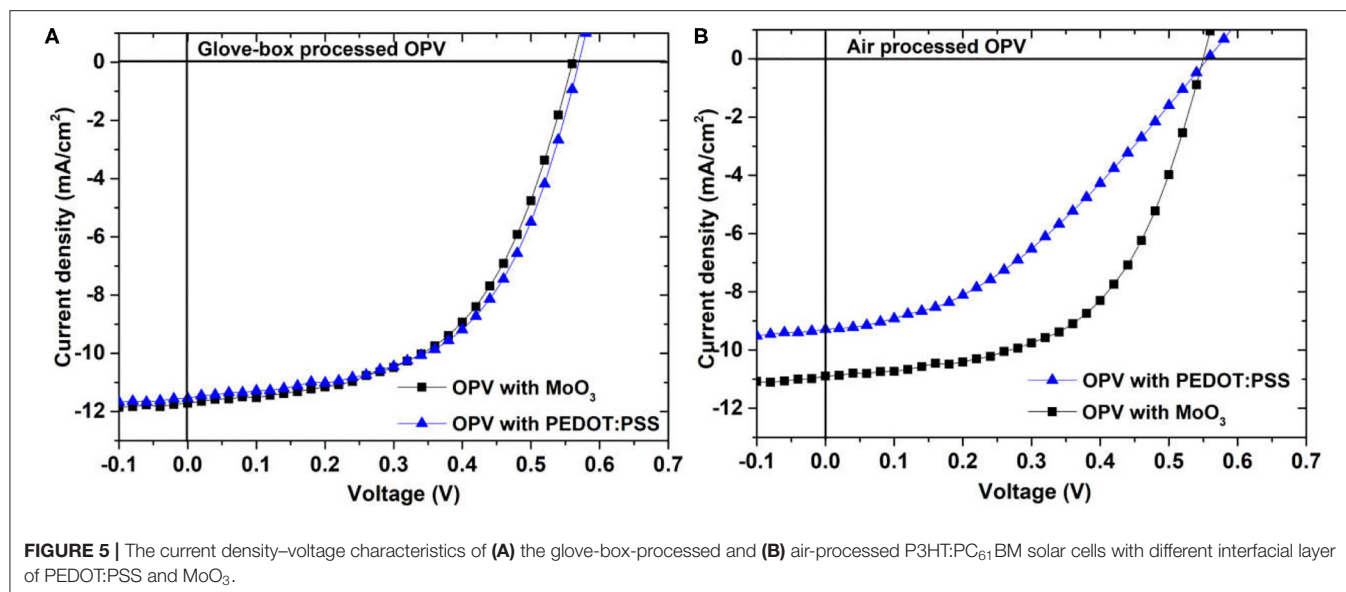 A
Glove-box processed OPV
0
-2
-4
-6
-8
-10
-12
Current density (mA/cm²)
OPV with MoO₃
OPV with PEDOT:PSS
-0.1 0.0 0.1 0.2 0.3 0.4 0.5 0.6 0.7
Voltage (V)
B
Air processed OPV
0
-2
-4
-6
-8
-10
-12
Current density (mA/cm²)
OPV with PEDOT:PSS
OPV with MoO₃
-0.1 0.0 0.1 0.2 0.3 0.4 0.5 0.6 0.7
Voltage (V)
FIGURE 5 | The current density–voltage characteristics of (A) the glove-box-processed and (B) air-processed P3HT:PC₆₁BM solar cells with different interfacial layer
of PEDOT:PSS and MoO₃.